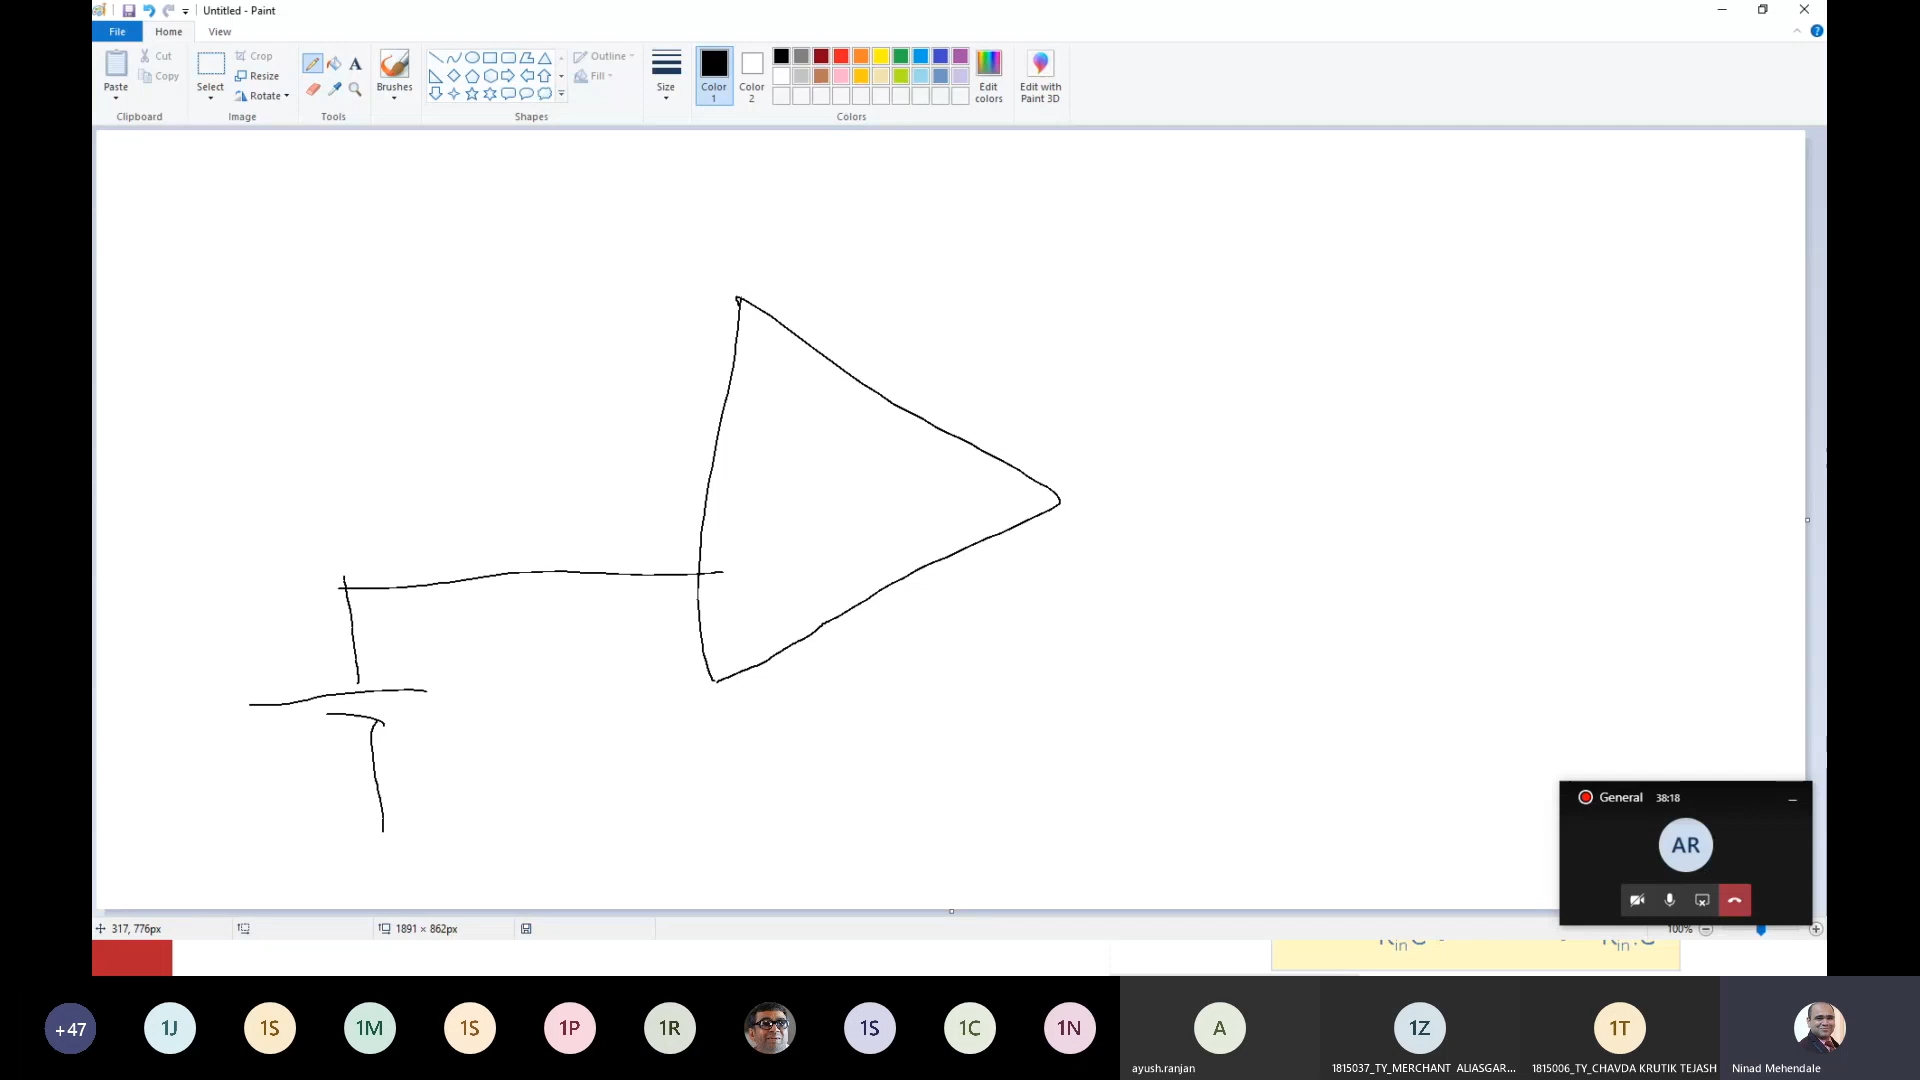 Untitled - Paint
File Home View
Paste Cut Copy
Clipboard
Select Crop Resize Rotate
Image
A
Tools
Brushes
Outline
Fill
Shapes
Size
Color 1
Color 2
Edit colors
Colors
Edit with Paint 3D
General 38:18
AR
317, 776px
1891 × 862px
100%
+47 1J 1S 1M 1S 1P 1R 1S 1C 1N A 1Z 1T
ayush.ranjan 1815037_TY_MERCHANT ALIASGAR... 1815006_TY_CHAVDA KRUTIK TEJASH Ninad Mehendale